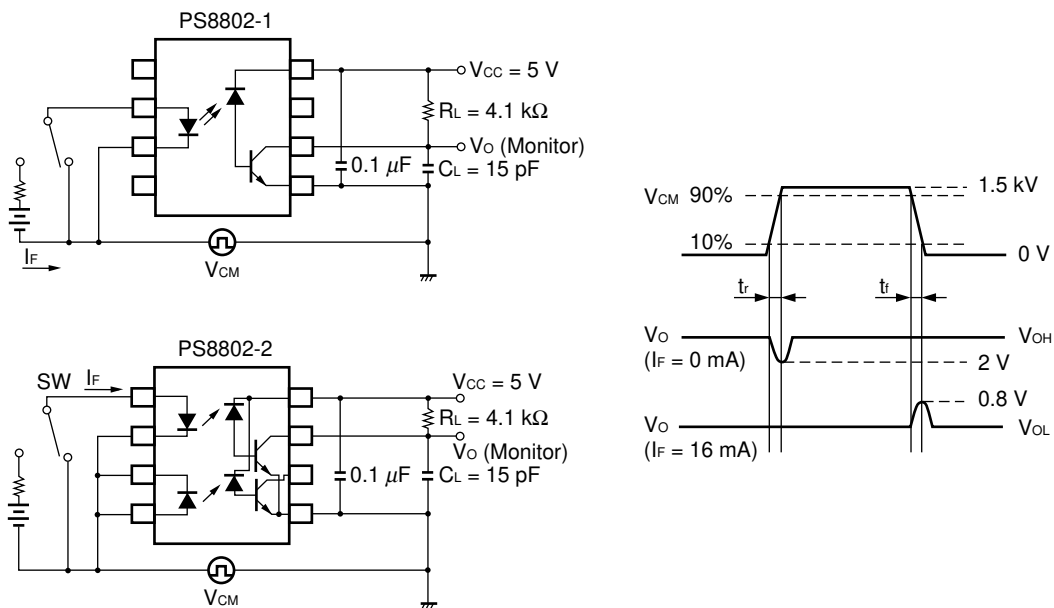 PS8802-1
VCC = 5 V
RL = 4.1 kΩ
VO (Monitor)
0.1 μF
CL = 15 pF
IF
VCM
PS8802-2
SW
IF
VCC = 5 V
RL = 4.1 kΩ
VO (Monitor)
0.1 μF
CL = 15 pF
VCM
VCM 90%
1.5 kV
10%
0 V
tr
tf
VO
(IF = 0 mA)
VOH
2 V
0.8 V
VO
(IF = 16 mA)
VOL